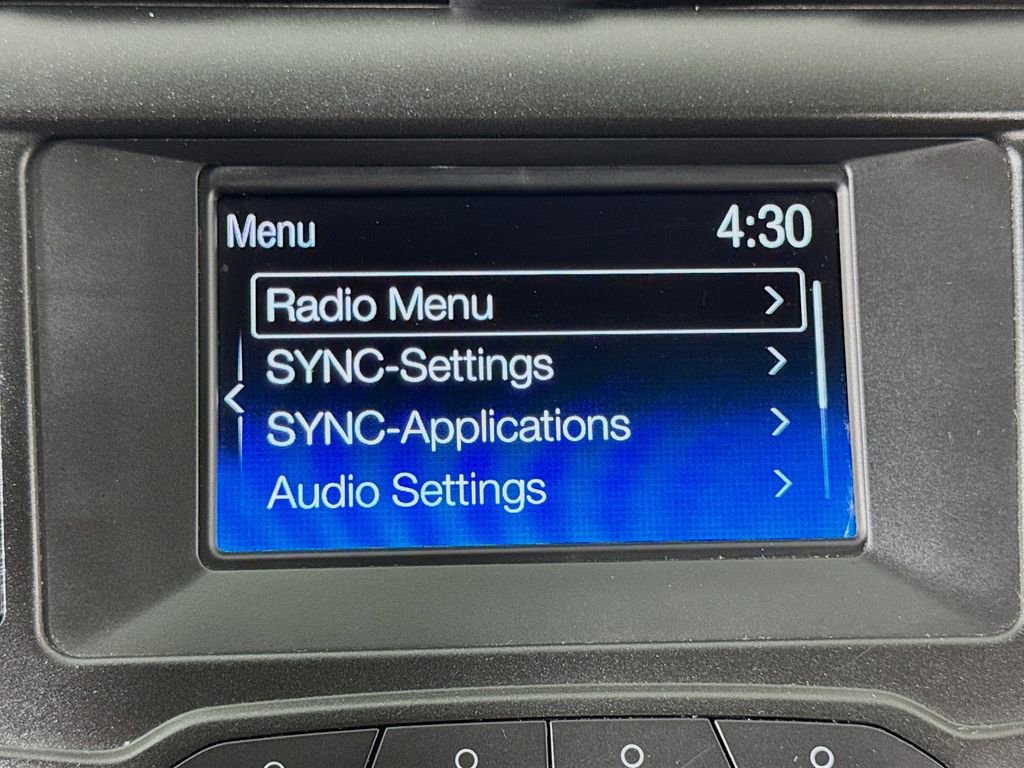 Menu 4:30
Radio Menu
SYNC-Settings
SYNC-Applications
Audio Settings